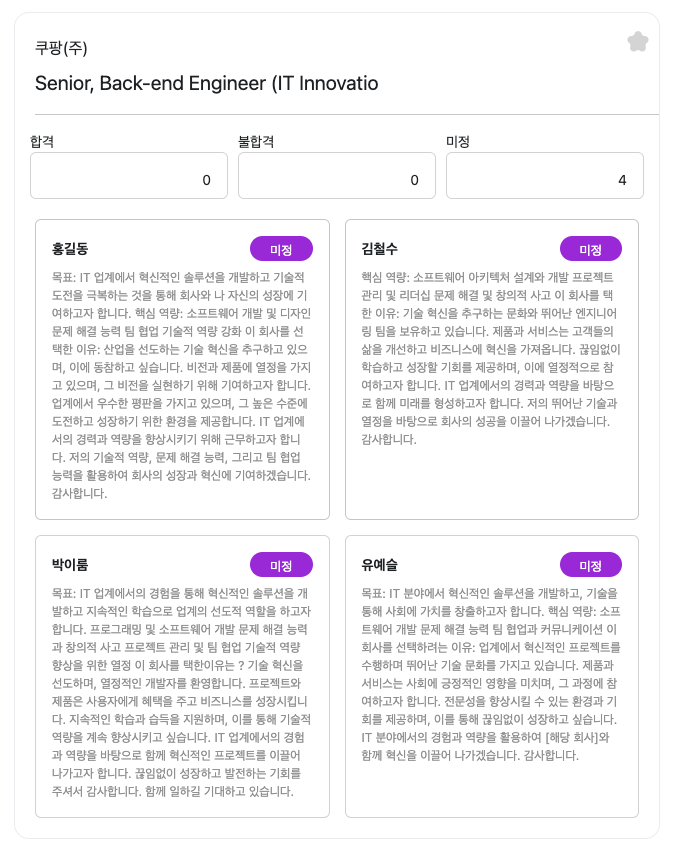 쿠팡(주)
Senior, Back-end Engineer (IT Innovatio
합격
불합격
미정
0
0
4
홍길동
미정
목표: IT 업계에서 혁신적인 솔루션을 개발하고 기술적
도전을 극복하는 것을 통해 회사와 나 자신의 성장에 기
여하고자 합니다. 핵심 역량: 소프트웨어 개발 및 디자인
문제 해결 능력 팀 협업 기술적 역량 강화 이 회사를 선
택한 이유: 산업을 선도하는 기술 혁신을 추구하고 있으
며, 이에 동참하고 싶습니다. 비전과 제품에 열정을 가지
고 있으며, 그 비전을 실현하기 위해 기여하고자 합니다.
업계에서 우수한 평판을 가지고 있으며, 그 높은 수준에
도전하고 성장하기 위한 환경을 제공합니다. IT 업계에
서의 경력과 역량을 향상시키기 위해 근무하고자 합니
다. 저의 기술적 역량, 문제 해결 능력, 그리고 팀 협업
능력을 활용하여 회사의 성장과 혁신에 기여하겠습니다.
감사합니다.
김철수
미정
핵심 역량: 소프트웨어 아키텍처 설계와 개발 프로젝트
관리 및 리더십 문제 해결 및 창의적 사고 이 회사를 택
한 이유: 기술 혁신을 추구하는 문화와 뛰어난 엔지니어
링 팀을 보유하고 있습니다. 제품과 서비스는 고객들의
삶을 개선하고 비즈니스에 혁신을 가져옵니다. 끊임없이
학습하고 성장할 기회를 제공하며, 이에 열정적으로 참
여하고자 합니다. IT 업계에서의 경력과 역량을 바탕으
로 함께 미래를 형성하고자 합니다. 저의 뛰어난 기술과
열정을 바탕으로 회사의 성공을 이끌어 나가겠습니다.
감사합니다.
박이룸
미정
목표: IT 업계에서의 경험을 통해 혁신적인 솔루션을 개
발하고 지속적인 학습으로 업계의 선도적 역할을 하고자
합니다. 프로그래밍 및 소프트웨어 개발 문제 해결 능력
과 창의적 사고 프로젝트 관리 및 팀 협업 기술적 역량
향상을 위한 열정 이 회사를 택한이유는 ? 기술 혁신을
선도하며, 열정적인 개발자를 환영합니다. 프로젝트와
제품은 사용자에게 혜택을 주고 비즈니스를 성장시킵니
다. 지속적인 학습과 습득을 지원하며, 이를 통해 기술적
역량을 계속 향상시키고 싶습니다. IT 업계에서의 경험
과 역량을 바탕으로 함께 혁신적인 프로젝트를 이끌어
나가고자 합니다. 끊임없이 성장하고 발전하는 기회를
주셔서 감사합니다. 함께 일하길 기대하고 있습니다.
유예슬
미정
목표: IT 분야에서 혁신적인 솔루션을 개발하고, 기술을
통해 사회에 가치를 창출하고자 합니다. 핵심 역량: 소프
트웨어 개발 문제 해결 능력 팀 협업과 커뮤니케이션 이
회사를 선택하려는 이유: 업계에서 혁신적인 프로젝트를
수행하며 뛰어난 기술 문화를 가지고 있습니다. 제품과
서비스는 사회에 긍정적인 영향을 미치며, 그 과정에 참
여하고자 합니다. 전문성을 향상시킬 수 있는 환경과 기
회를 제공하며, 이를 통해 끊임없이 성장하고 싶습니다.
IT 분야에서의 경험과 역량을 활용하여 [해당 회사]와
함께 혁신을 이끌어 나가겠습니다. 감사합니다.